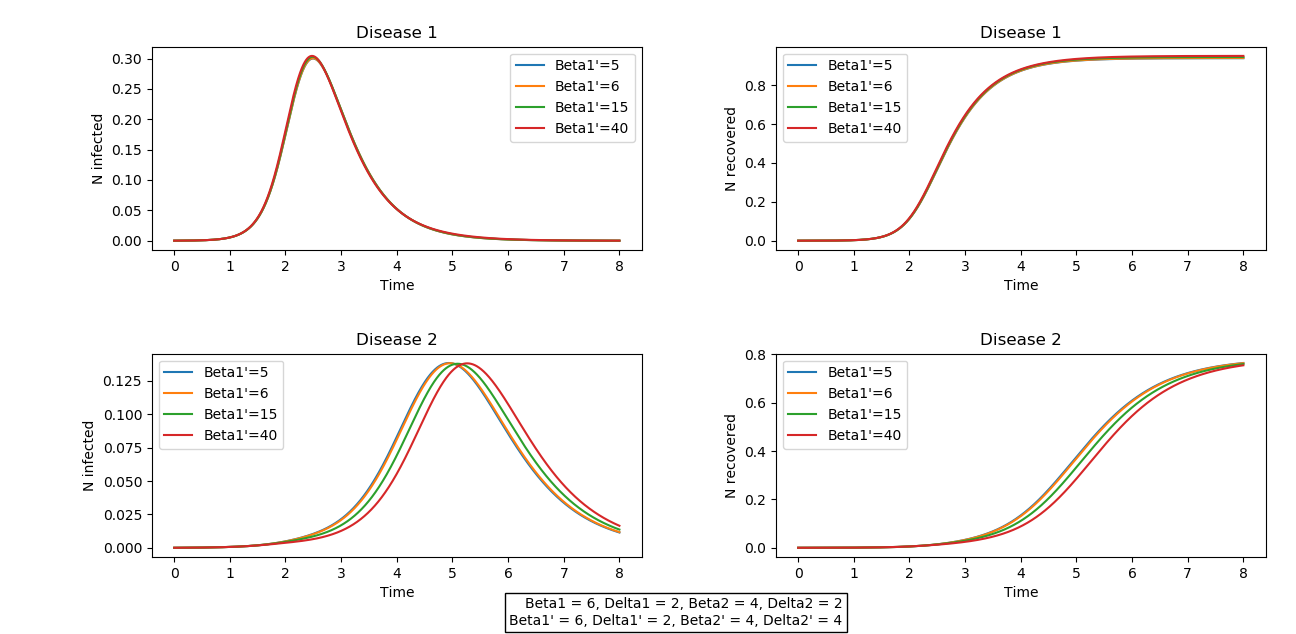 Disease 1
N infected
0.30
0.25
0.20
0.15
0.10
0.05
0.00
Beta1'=5
Beta1'=6
Beta1'=15
Beta1'=40
0 1 2 3 4 5 6 7 8
Time
Disease 1
N recovered
0.8
0.6
0.4
0.2
0.0
Beta1'=5
Beta1'=6
Beta1'=15
Beta1'=40
0 1 2 3 4 5 6 7 8
Time
Disease 2
N infected
0.125
0.100
0.075
0.050
0.025
0.000
Beta1'=5
Beta1'=6
Beta1'=15
Beta1'=40
0 1 2 3 4 5 6 7 8
Time
Disease 2
N recovered
0.8
0.6
0.4
0.2
0.0
Beta1'=5
Beta1'=6
Beta1'=15
Beta1'=40
0 1 2 3 4 5 6 7 8
Time
Beta1 = 6, Delta1 = 2, Beta2 = 4, Delta2 = 2
Beta1' = 6, Delta1' = 2, Beta2' = 4, Delta2' = 4